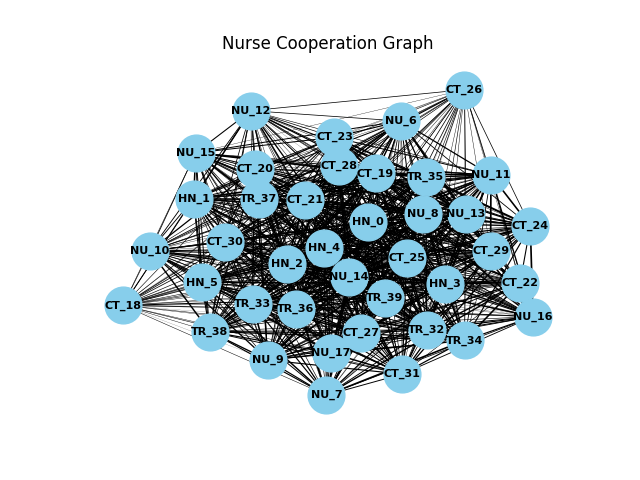 Nurse Cooperation Graph
CT_26
NU_12
NU_6
CT_23
NU_15
CT_28
CT_20
CT_19
TR_35
NU_11
HN_1
TR_37
CT_21
NU_8
NU_13
HN_0
CT_24
CT_30
HN_4
NU_10
CT_29
CT_25
HN_2
NU_14
HN_5
HN_3
CT_22
TR_39
CT_18
TR_33
TR_36
NU_16
TR_38
CT_27
TR_32
TR_34
NU_17
NU_9
CT_31
NU_7